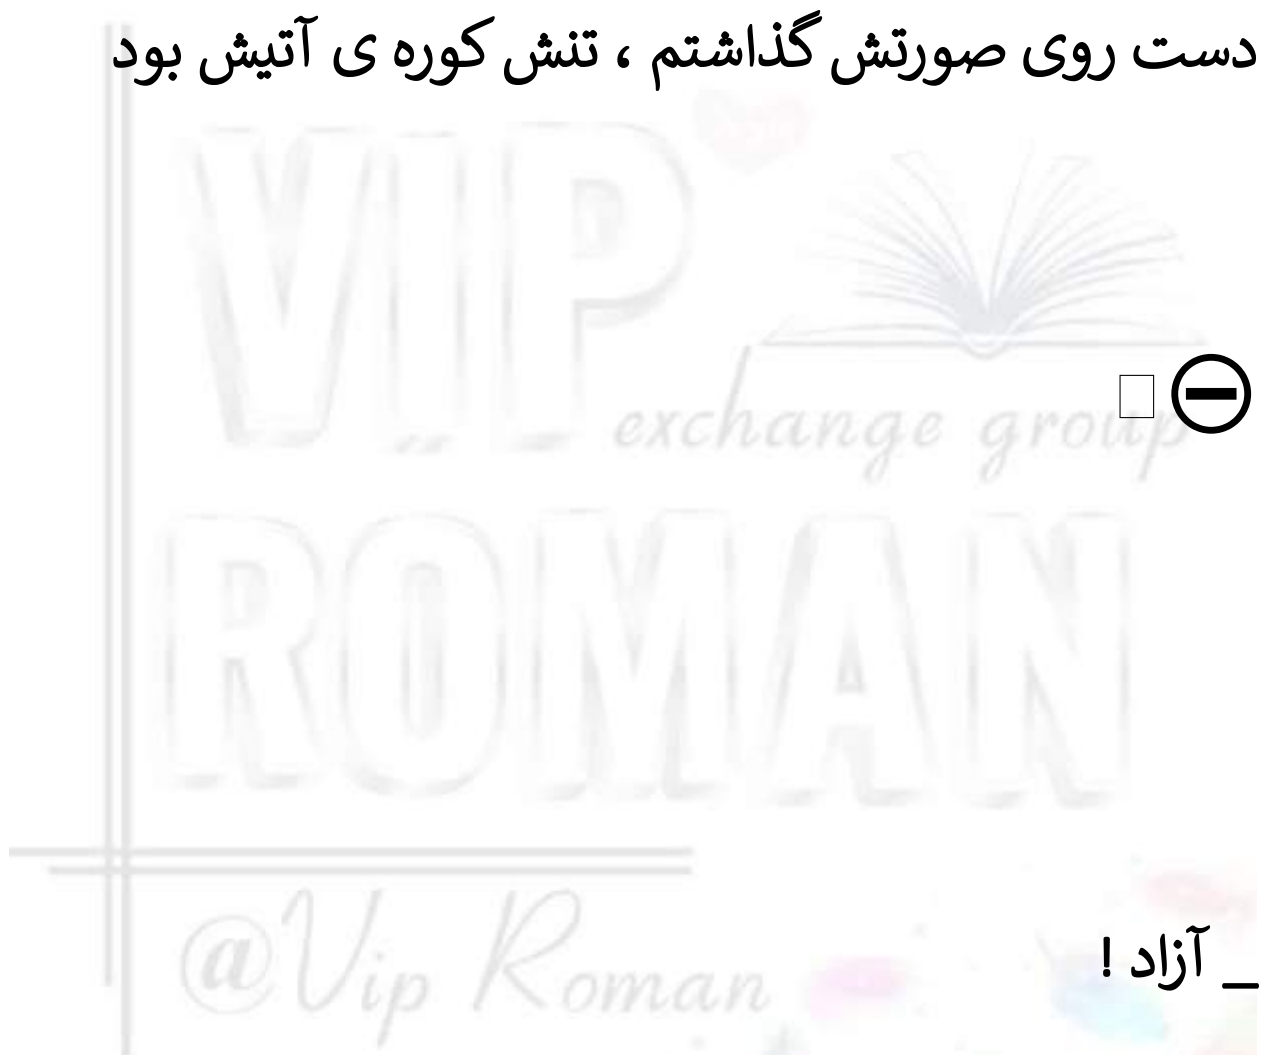 دست روی صورتش گذاشتم ، تنش کوره ی آتیش بود
VIP
exchange group
⊖ □
ROMAN
@Vip Roman
_ آزاد !